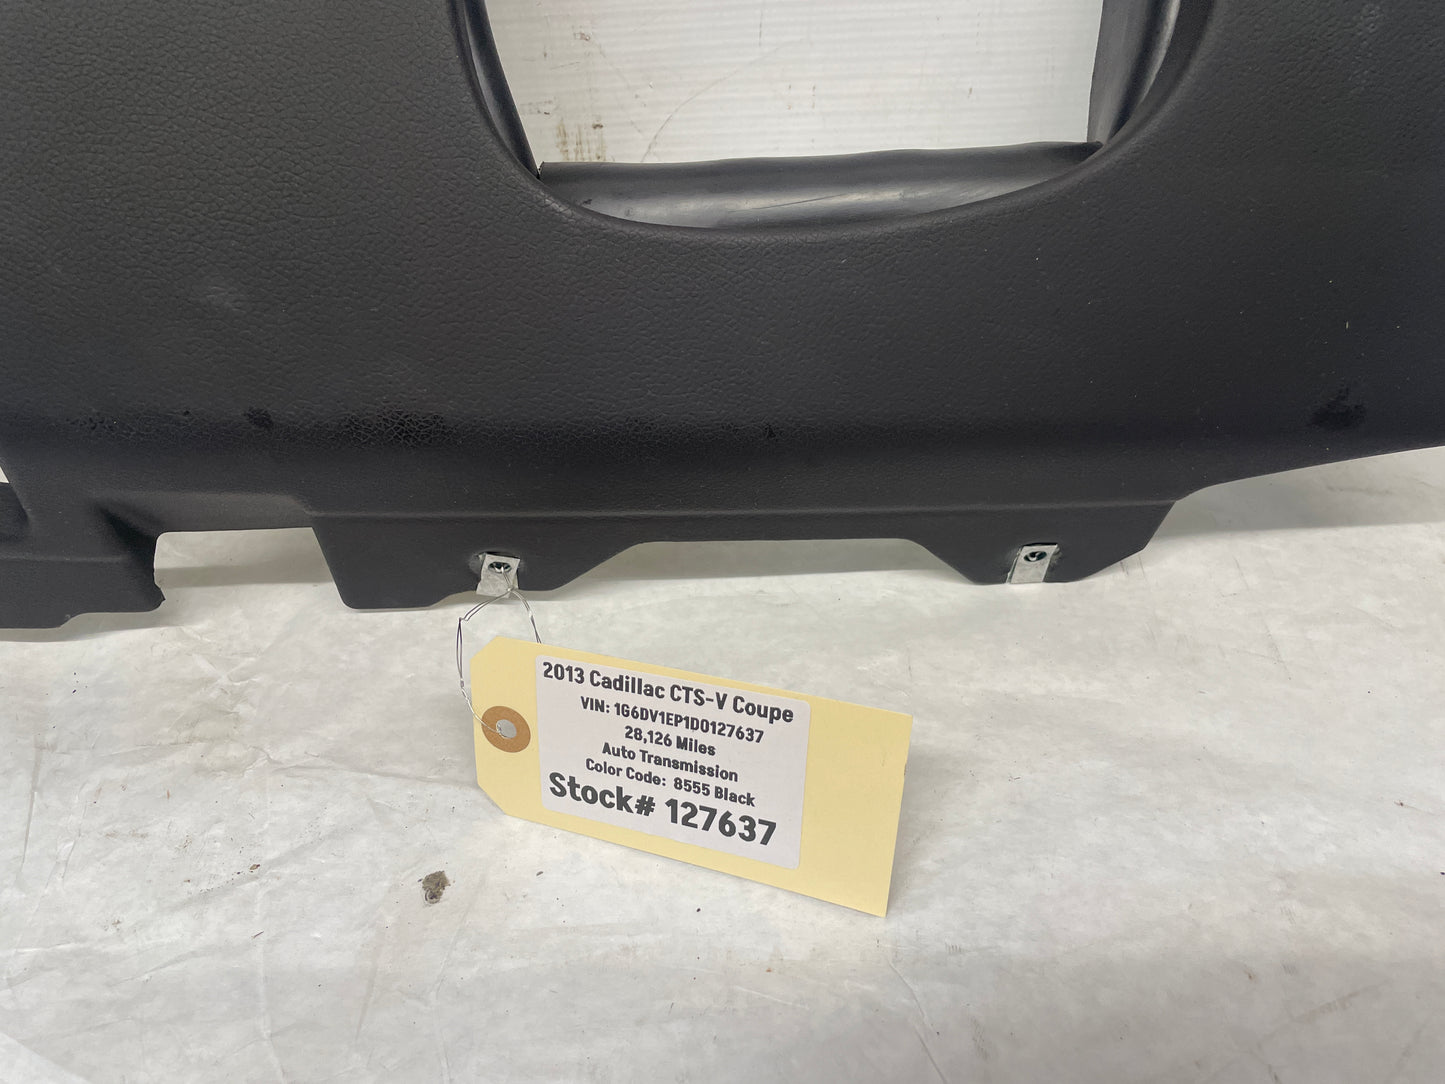 2013 Cadillac CTS-V Coupe
VIN: 1G6DV1EP1D0127637
28,126 Miles
Auto Transmission
Color Code: 8555 Black
Stock# 127637